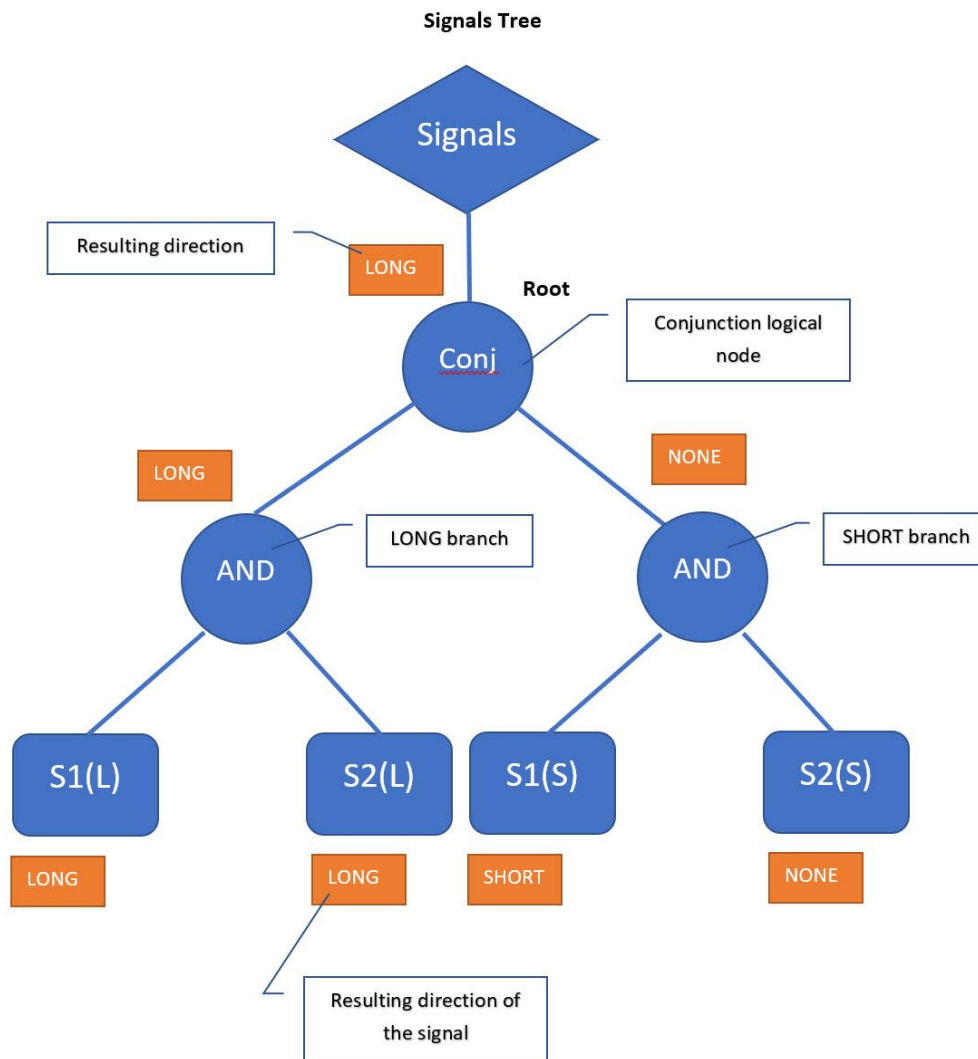 Signals Tree
Signals
Resulting direction
LONG
Root
Conjunction logical
node
Conj
LONG
NONE
LONG branch
SHORT branch
AND
AND
S1(L)
S2(L)
S1(S)
S2(S)
LONG
LONG
SHORT
NONE
Resulting direction of
the signal